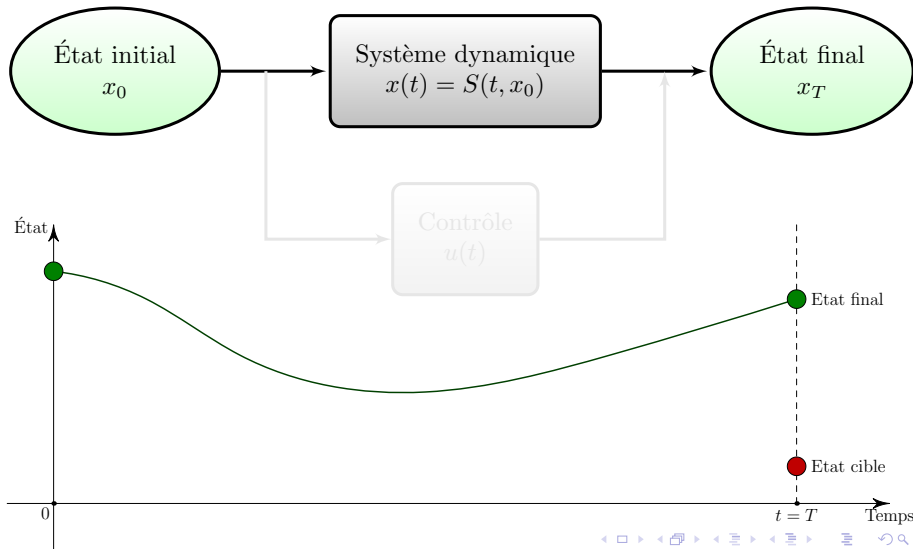 État initial
x_0
Système dynamique
x(t) = S(t, x_0)
État final
x_T
Contrôle
u(t)
État
Etat final
Etat cible
0
t = T
Temps